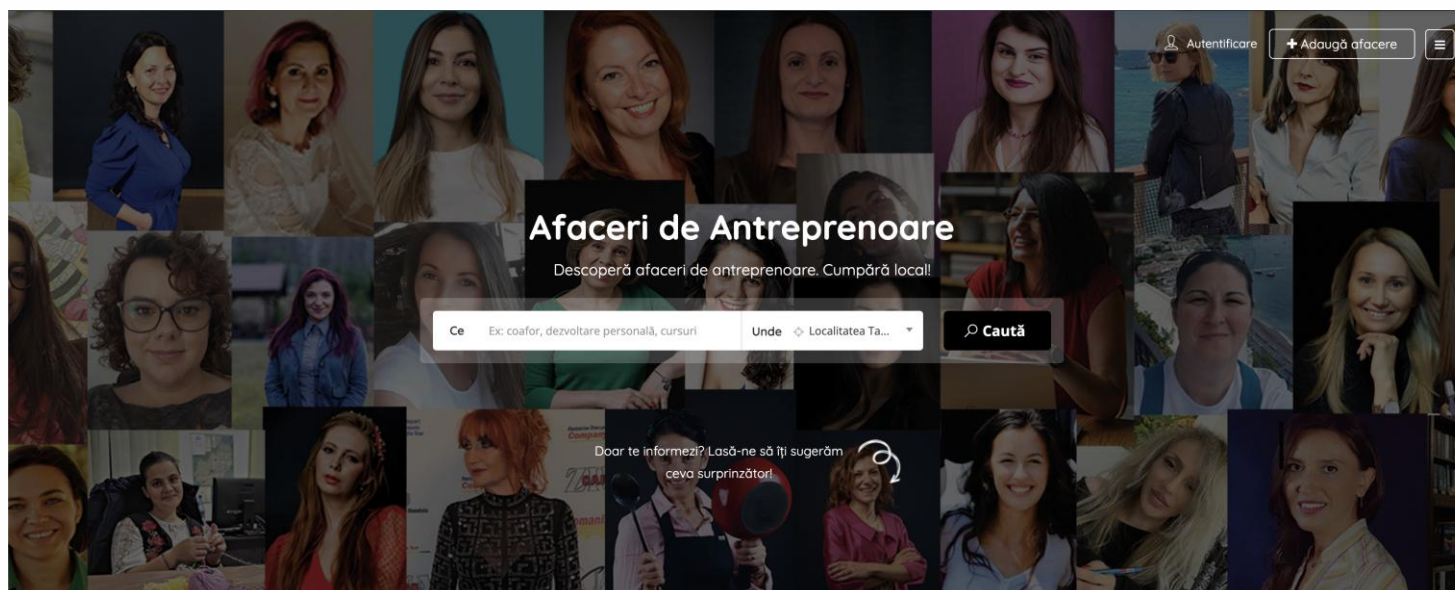 Autentificare
+ Adaugă afacere
Afaceri de Antreprenoare
Descoperă afaceri de antreprenoare. Cumpără local!
Ce Ex: coafor, dezvoltare personală, cursuri Unde Localitatea Ta... Caută
Doar te informezi? Lasă-ne să îți sugerăm
ceva surprinzător!